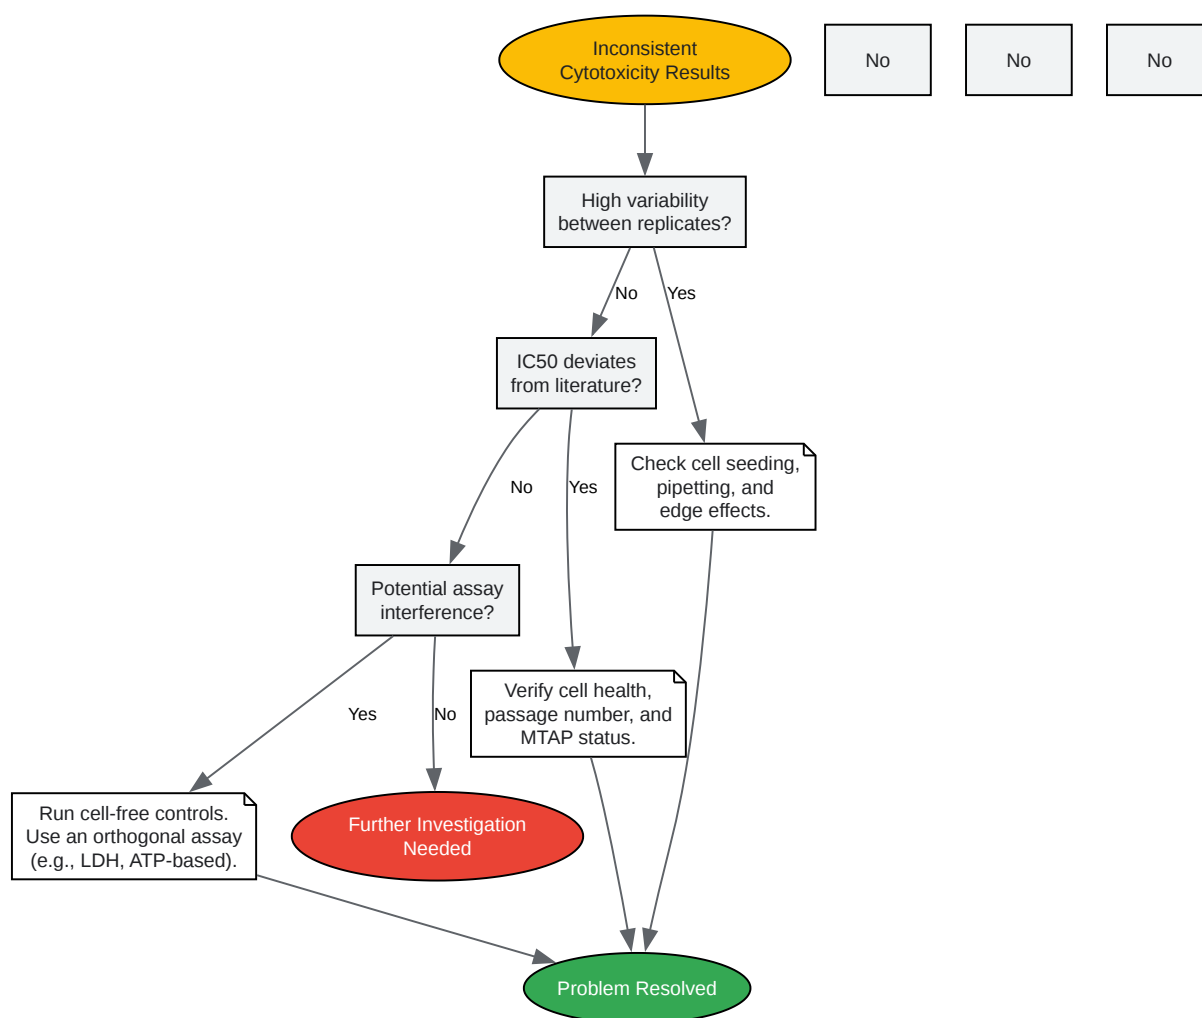 Inconsistent
Cytotoxicity Results
No
No
No
High variability
between replicates?
No
Yes
IC50 deviates
from literature?
No
Yes
Check cell seeding,
pipetting, and
edge effects.
Potential assay
interference?
Yes
No
Verify cell health,
passage number, and
MTAP status.
Run cell-free controls.
Use an orthogonal assay
(e.g., LDH, ATP-based).
Further Investigation
Needed
Problem Resolved